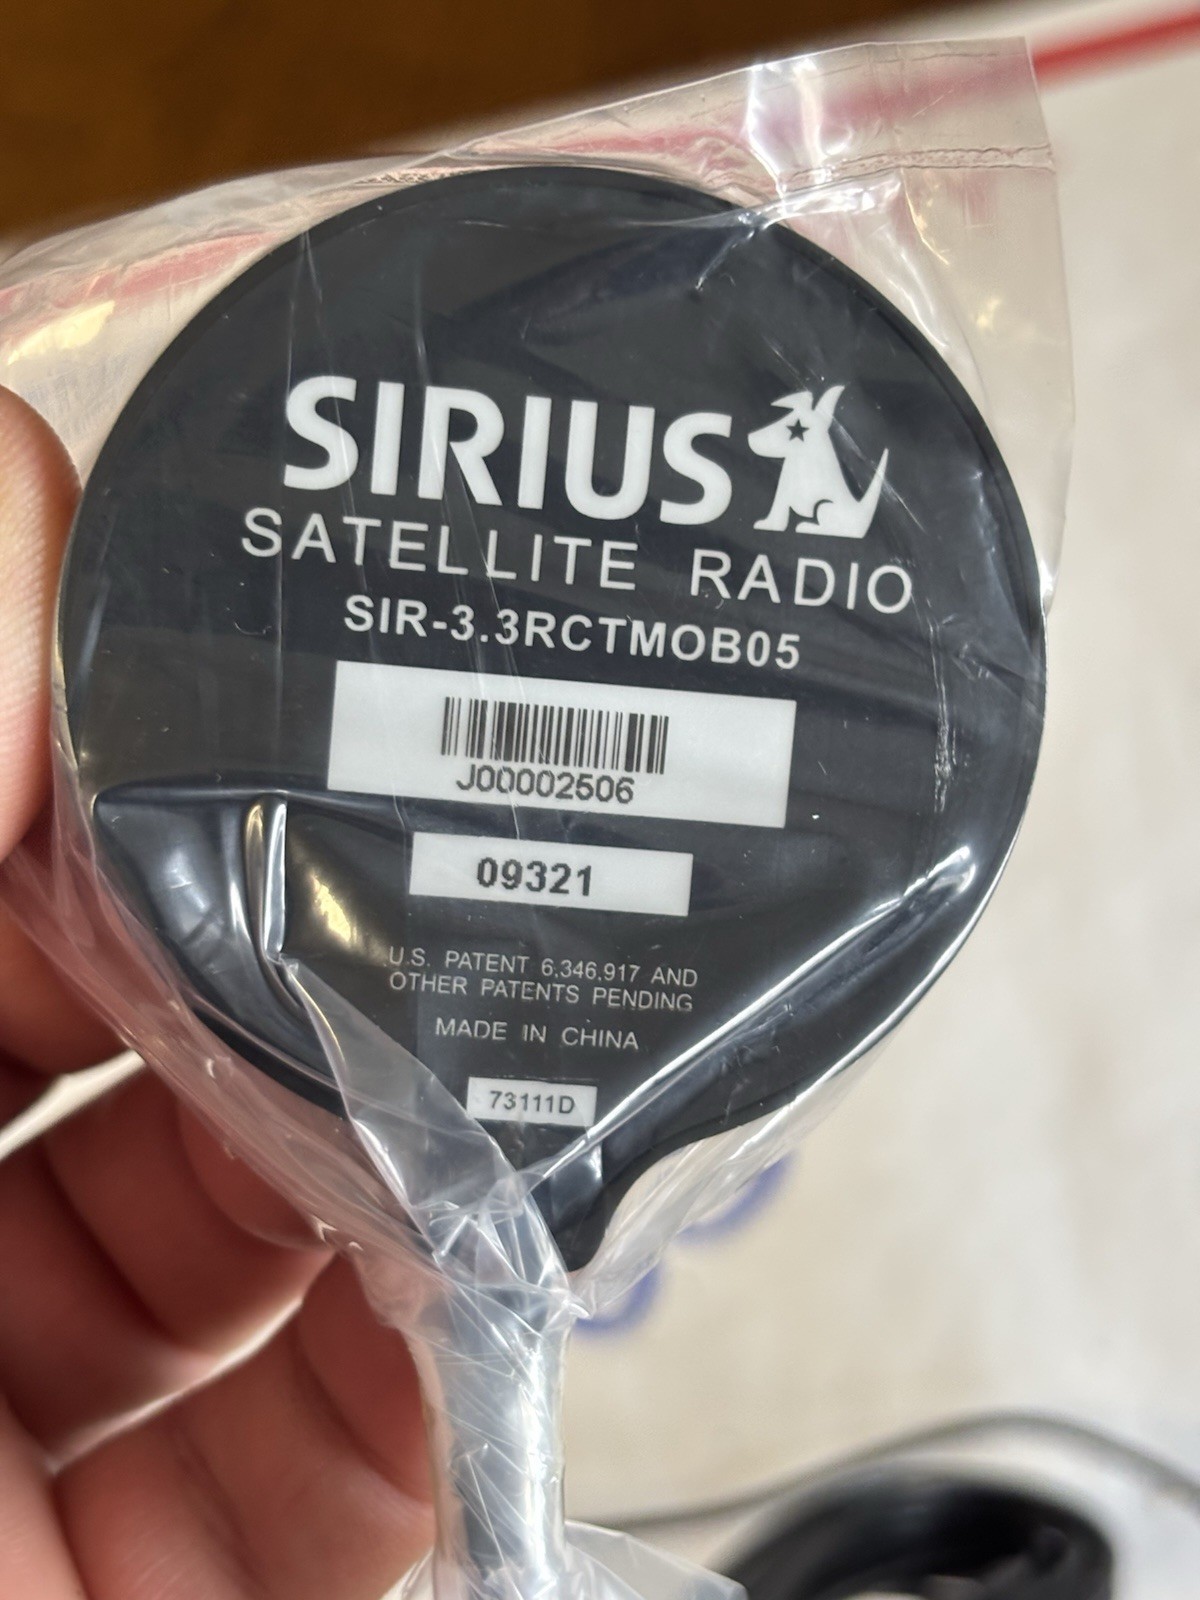 SIRIUS
SATELLITE RADIO
SIR-3.3RCTMOB05
J00002506
09321
U.S. PATENT 6,346,917 AND
OTHER PATENTS PENDING
MADE IN CHINA
73111D